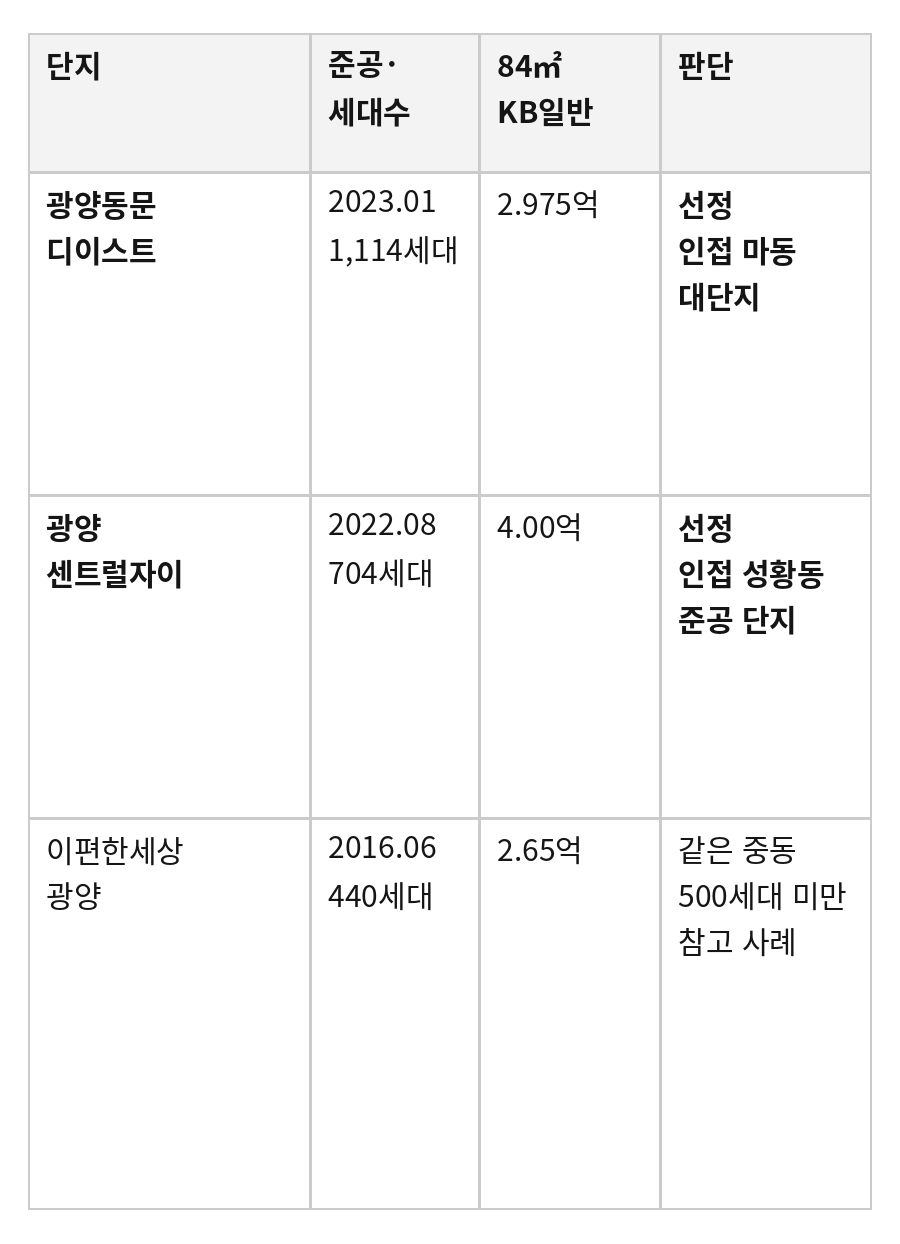 단지
준공·
세대수
84㎡
KB일반
판단
광양동문
디이스트
2023.01
1,114세대
2.975억
선정
인접 마동
대단지
광양
센트럴자이
2022.08
704세대
4.00억
선정
인접 성황동
준공 단지
이편한세상
광양
2016.06
440세대
2.65억
같은 중동
500세대 미만
참고 사례